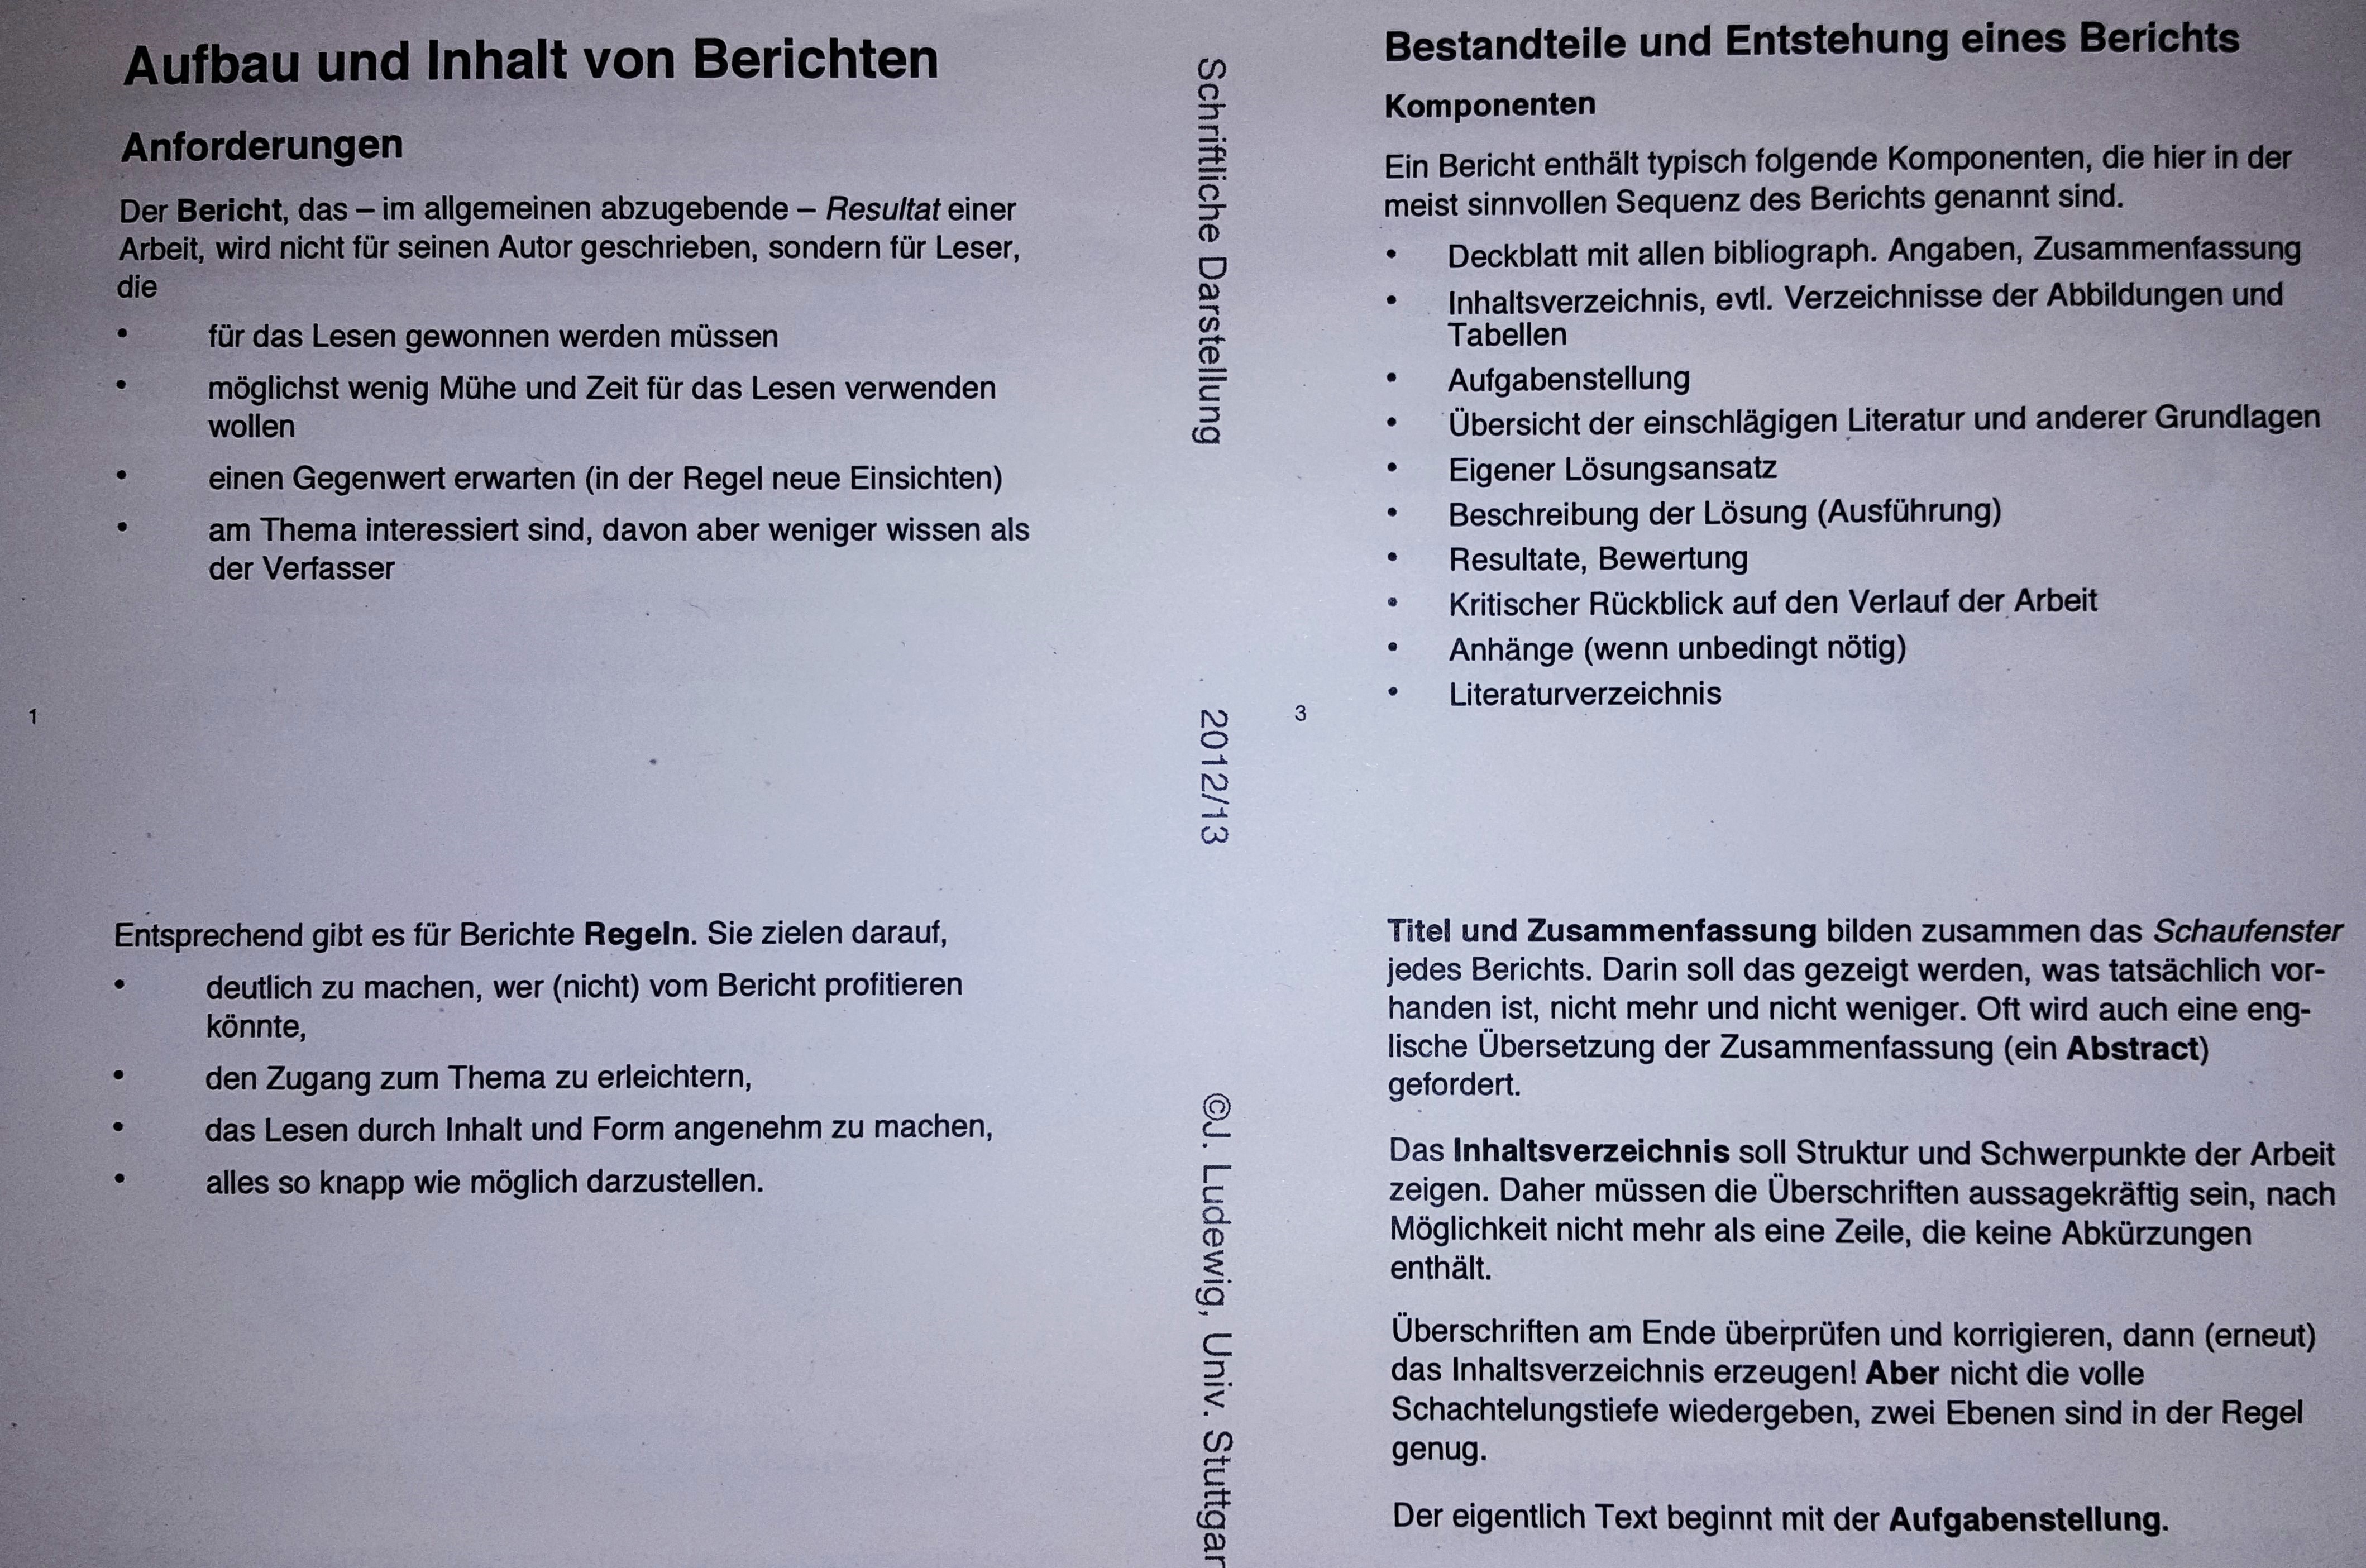 Aufbau und Inhalt von Berichten
Anforderungen
Der Bericht, das – im allgemeinen abzugebende – Resultat einer
Arbeit, wird nicht für seinen Autor geschrieben, sondern für Leser,
die
• für das Lesen gewonnen werden müssen
• möglichst wenig Mühe und Zeit für das Lesen verwenden
wollen
• einen Gegenwert erwarten (in der Regel neue Einsichten)
• am Thema interessiert sind, davon aber weniger wissen als
der Verfasser
1
Entsprechend gibt es für Berichte Regeln. Sie zielen darauf,
• deutlich zu machen, wer (nicht) vom Bericht profitieren
könnte,
• den Zugang zum Thema zu erleichtern,
• das Lesen durch Inhalt und Form angenehm zu machen,
• alles so knapp wie möglich darzustellen.
Schriftliche Darstellung
2012/13
©J. Ludewig, Univ. Stuttgar
Bestandteile und Entstehung eines Berichts
Komponenten
Ein Bericht enthält typisch folgende Komponenten, die hier in der
meist sinnvollen Sequenz des Berichts genannt sind.
• Deckblatt mit allen bibliograph. Angaben, Zusammenfassung
• Inhaltsverzeichnis, evtl. Verzeichnisse der Abbildungen und
Tabellen
• Aufgabenstellung
• Übersicht der einschlägigen Literatur und anderer Grundlagen
• Eigener Lösungsansatz
• Beschreibung der Lösung (Ausführung)
• Resultate, Bewertung
• Kritischer Rückblick auf den Verlauf der Arbeit
• Anhänge (wenn unbedingt nötig)
• Literaturverzeichnis
3
Titel und Zusammenfassung bilden zusammen das Schaufenster
jedes Berichts. Darin soll das gezeigt werden, was tatsächlich vor-
handen ist, nicht mehr und nicht weniger. Oft wird auch eine eng-
lische Übersetzung der Zusammenfassung (ein Abstract)
gefordert.
Das Inhaltsverzeichnis soll Struktur und Schwerpunkte der Arbeit
zeigen. Daher müssen die Überschriften aussagekräftig sein, nach
Möglichkeit nicht mehr als eine Zeile, die keine Abkürzungen
enthält.
Überschriften am Ende überprüfen und korrigieren, dann (erneut)
das Inhaltsverzeichnis erzeugen! Aber nicht die volle
Schachtelungstiefe wiedergeben, zwei Ebenen sind in der Regel
genug.
Der eigentlich Text beginnt mit der Aufgabenstellung.